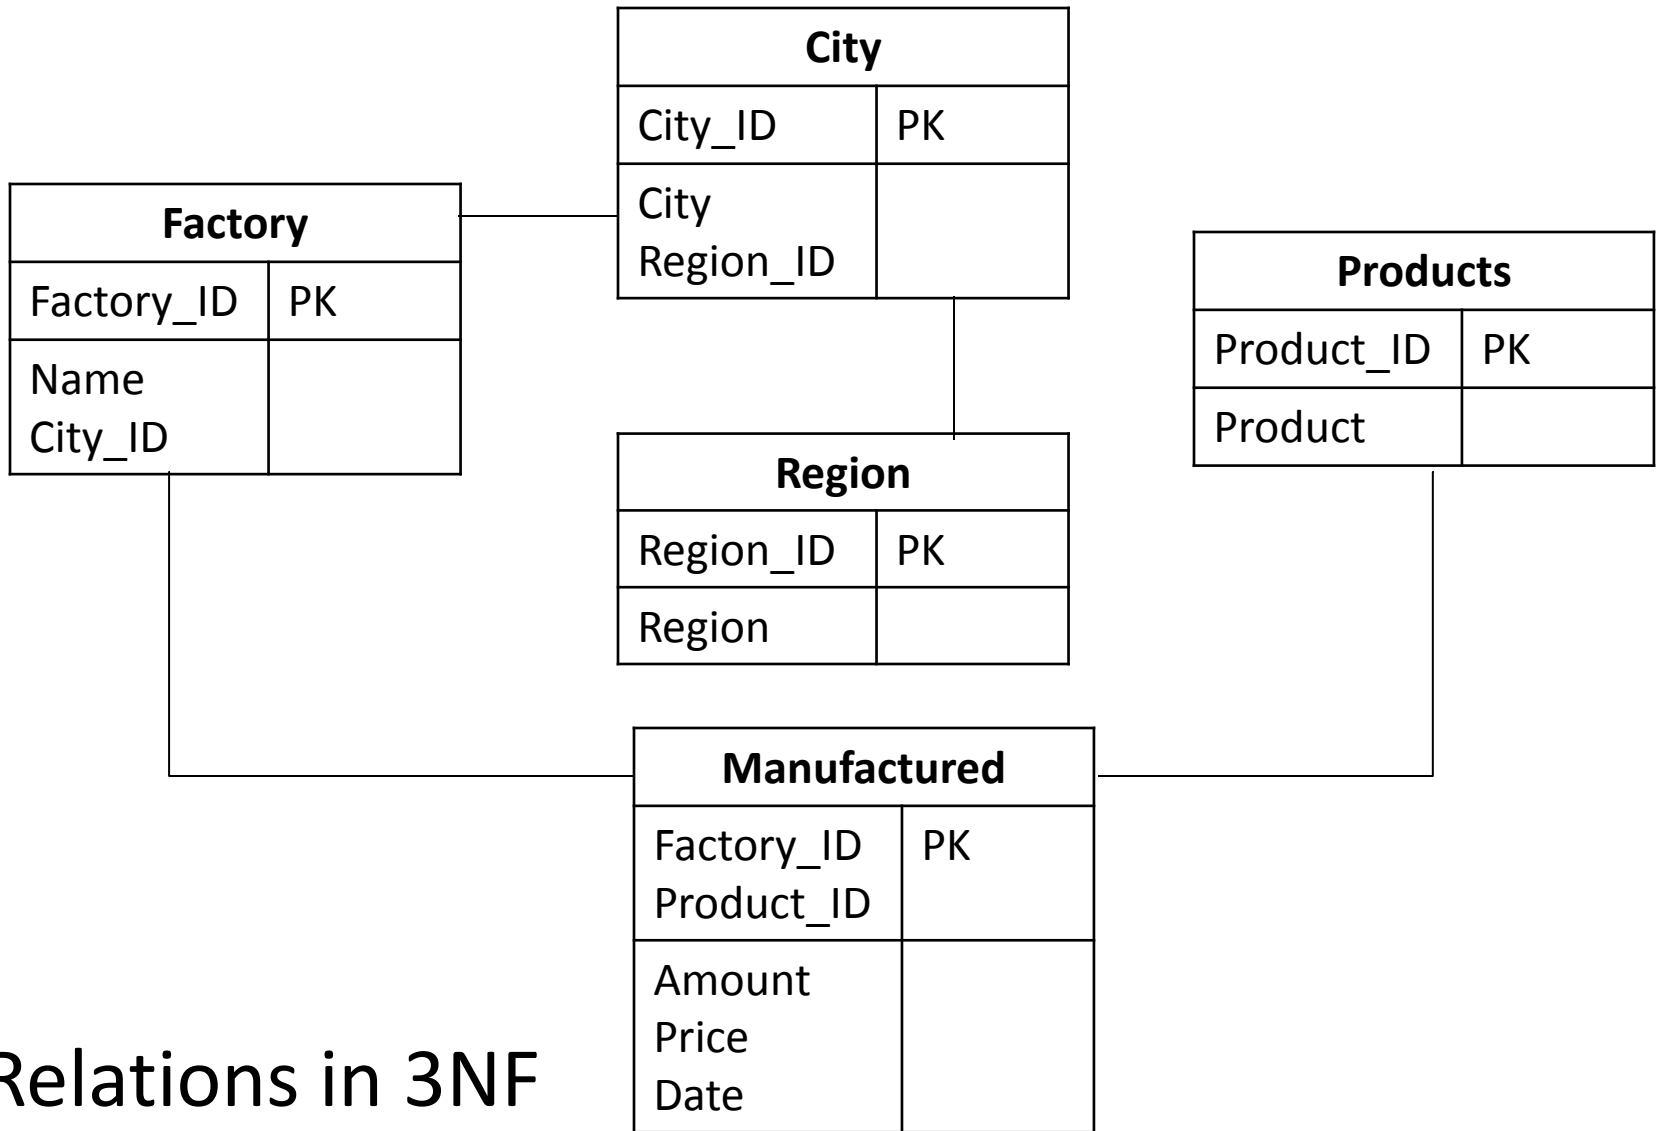 City
City_ID PK
City
Region_ID
Factory
Factory_ID PK
Name
City_ID
Products
Product_ID PK
Product
Region
Region_ID PK
Region
Manufactured
Factory_ID PK
Product_ID
Amount
Price
Date
Relations in 3NF